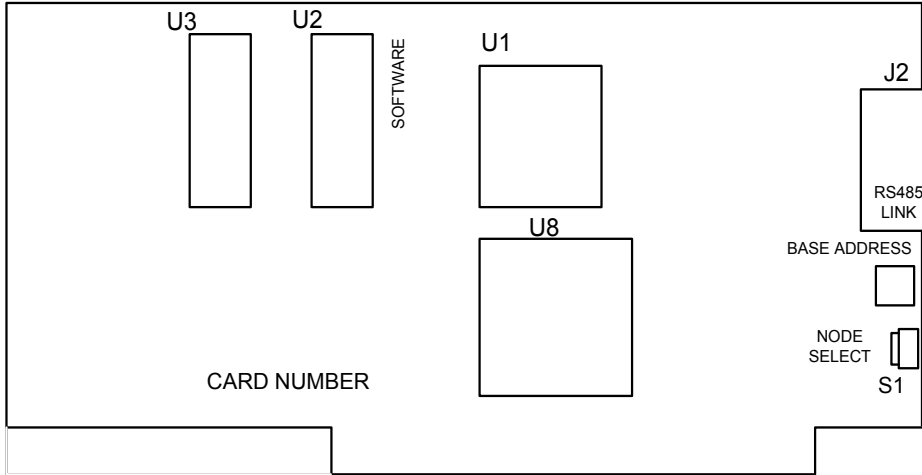 U3
U2
SOFTWARE
U1
J2
RS485
LINK
U8
BASE ADDRESS
NODE
SELECT
S1
CARD NUMBER